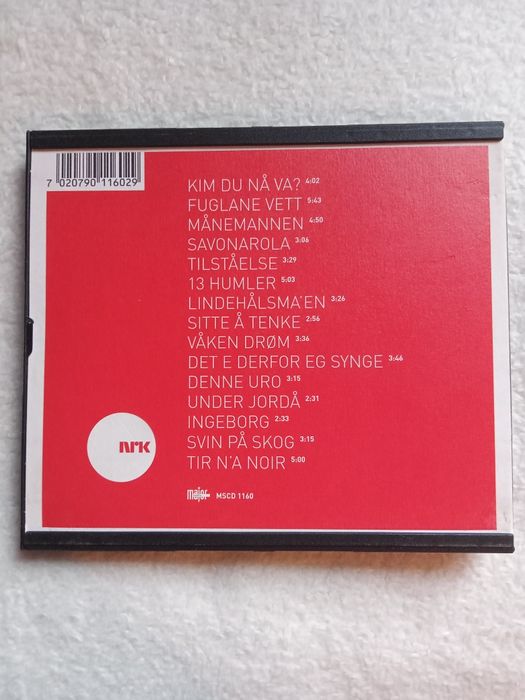 7 020790 116029
KIM DU NÅ VA? 4:02
FUGLANE VETT 5:43
MÅNEMANNEN 4:50
SAVONAROLA 3:06
TILSTÅELSE 3:29
13 HUMLER 5:03
LINDEHÅLSMA'EN 3:26
SITTE Å TENKE 2:56
VÅKEN DRØM 3:36
DET E DERFOR EG SYNGE 3:46
DENNE URO 3:15
UNDER JORDÅ 2:31
INGEBORG 2:33
SVIN PÅ SKOG 3:15
TIR N'A NOIR 5:00
NRK
major MSCD 1160